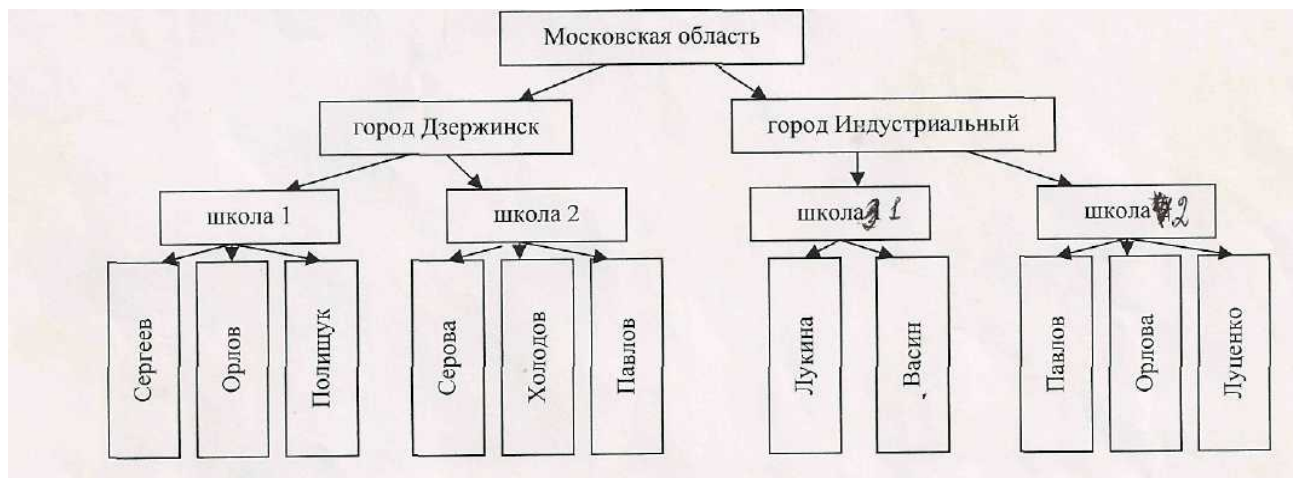 Московская область
город Дзержинск
город Индустриальный
школа 1
школа 2
школа 1
школа 2
Сергеев
Орлов
Полищук
Серова
Холодов
Павлов
Лукина
Васин
Павлов
Орлова
Луценко